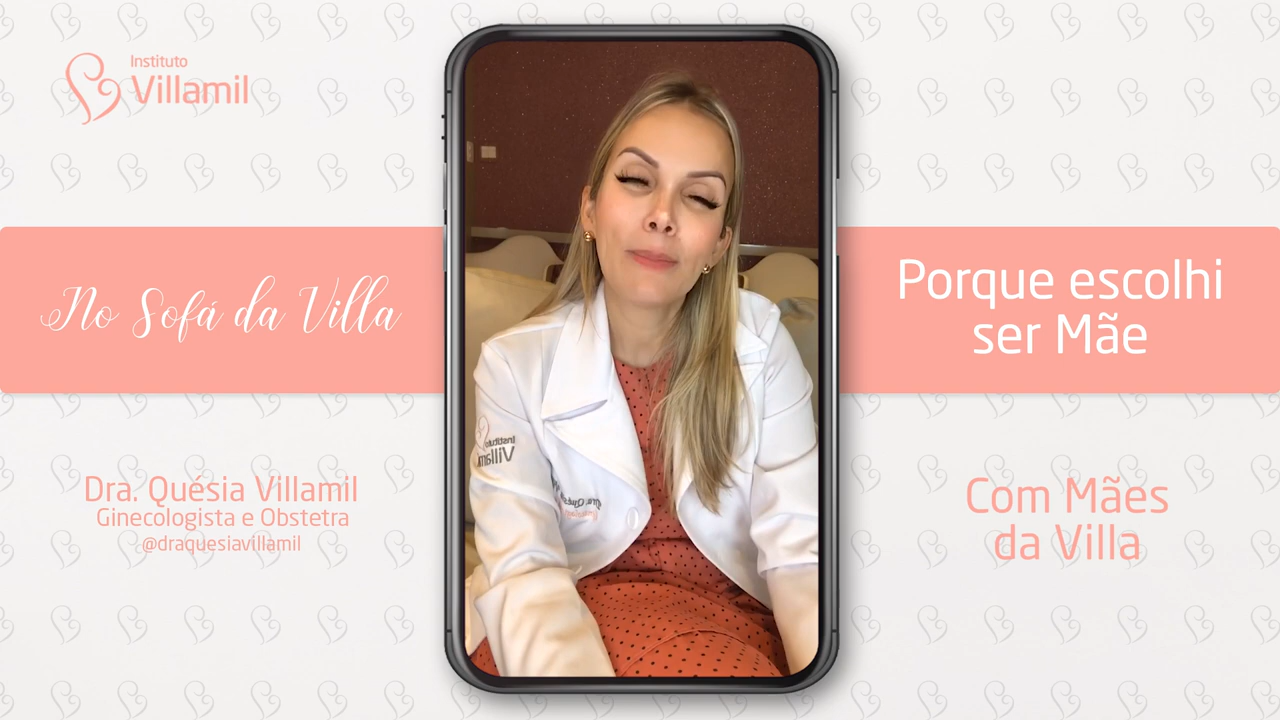 Instituto
Villamil
No Sofá da Villa
Porque escolhi
ser Mãe
Dra. Quésia Villamil
Ginecologista e Obstetra
@draquesiavillamil
Com Mães
da Villa
Instituto